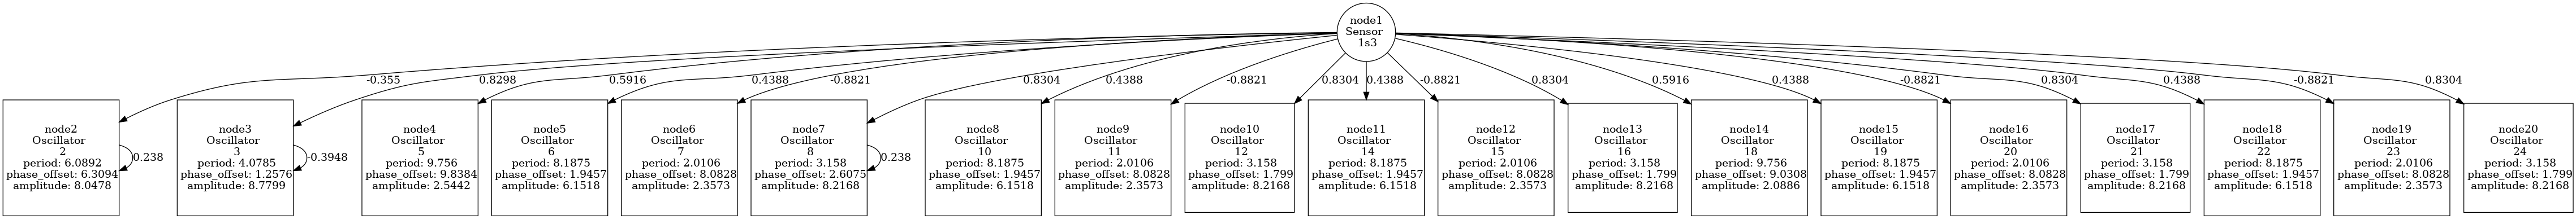 node1
Sensor
1s3
-0.355
0.8298
0.5916
0.4388
-0.8821
0.8304
0.4388
-0.8821
0.8304
0.4388
-0.8821
0.8304
0.5916
0.4388
-0.8821
0.8304
0.4388
-0.8821
0.8304
node2
Oscillator
2
period: 6.0892
phase_offset: 6.3094
amplitude: 8.0478
0.238
node3
Oscillator
3
period: 4.0785
phase_offset: 1.2576
amplitude: 8.7799
-0.3948
node4
Oscillator
5
period: 9.756
phase_offset: 9.8384
amplitude: 2.5442
node5
Oscillator
6
period: 8.1875
phase_offset: 1.9457
amplitude: 6.1518
node6
Oscillator
7
period: 2.0106
phase_offset: 8.0828
amplitude: 2.3573
node7
Oscillator
8
period: 3.158
phase_offset: 2.6075
amplitude: 8.2168
0.238
node8
Oscillator
10
period: 8.1875
phase_offset: 1.9457
amplitude: 6.1518
node9
Oscillator
11
period: 2.0106
phase_offset: 8.0828
amplitude: 2.3573
node10
Oscillator
12
period: 3.158
phase_offset: 1.799
amplitude: 8.2168
node11
Oscillator
14
period: 8.1875
phase_offset: 1.9457
amplitude: 6.1518
node12
Oscillator
15
period: 2.0106
phase_offset: 8.0828
amplitude: 2.3573
node13
Oscillator
16
period: 3.158
phase_offset: 1.799
amplitude: 8.2168
node14
Oscillator
18
period: 9.756
phase_offset: 9.0308
amplitude: 2.0886
node15
Oscillator
19
period: 8.1875
phase_offset: 1.9457
amplitude: 6.1518
node16
Oscillator
20
period: 2.0106
phase_offset: 8.0828
amplitude: 2.3573
node17
Oscillator
21
period: 3.158
phase_offset: 1.799
amplitude: 8.2168
node18
Oscillator
22
period: 8.1875
phase_offset: 1.9457
amplitude: 6.1518
node19
Oscillator
23
period: 2.0106
phase_offset: 8.0828
amplitude: 2.3573
node20
Oscillator
24
period: 3.158
phase_offset: 1.799
amplitude: 8.2168